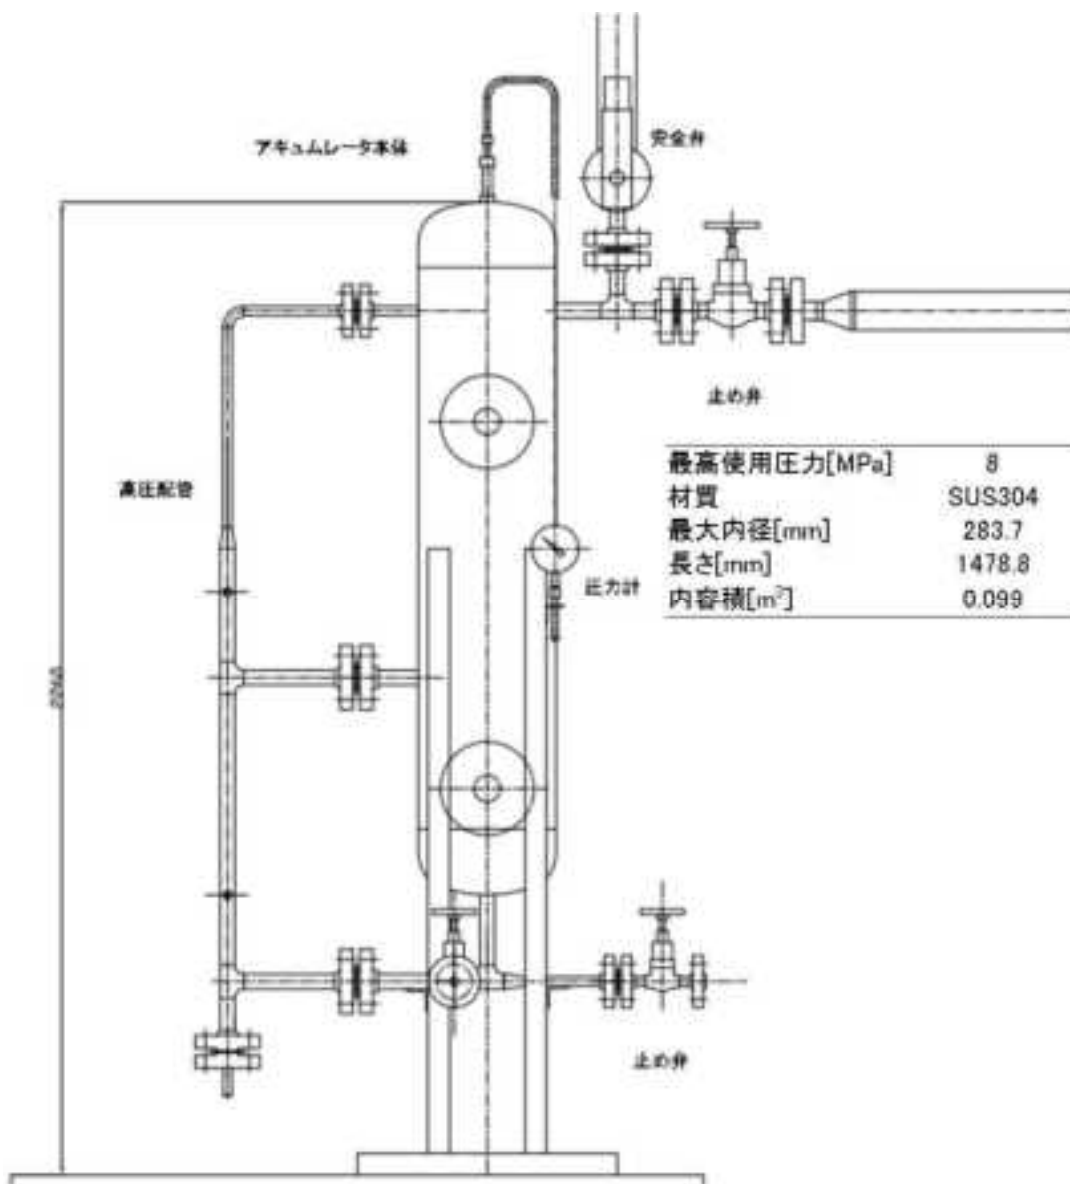 アキュムレータ本体
安全弁
止め弁
高圧配管
最高使用圧力[MPa] 8
材質 SUS304
最大内径[mm] 283.7
長さ[mm] 1478.8
内容積[m³] 0.099
圧力計
止め弁